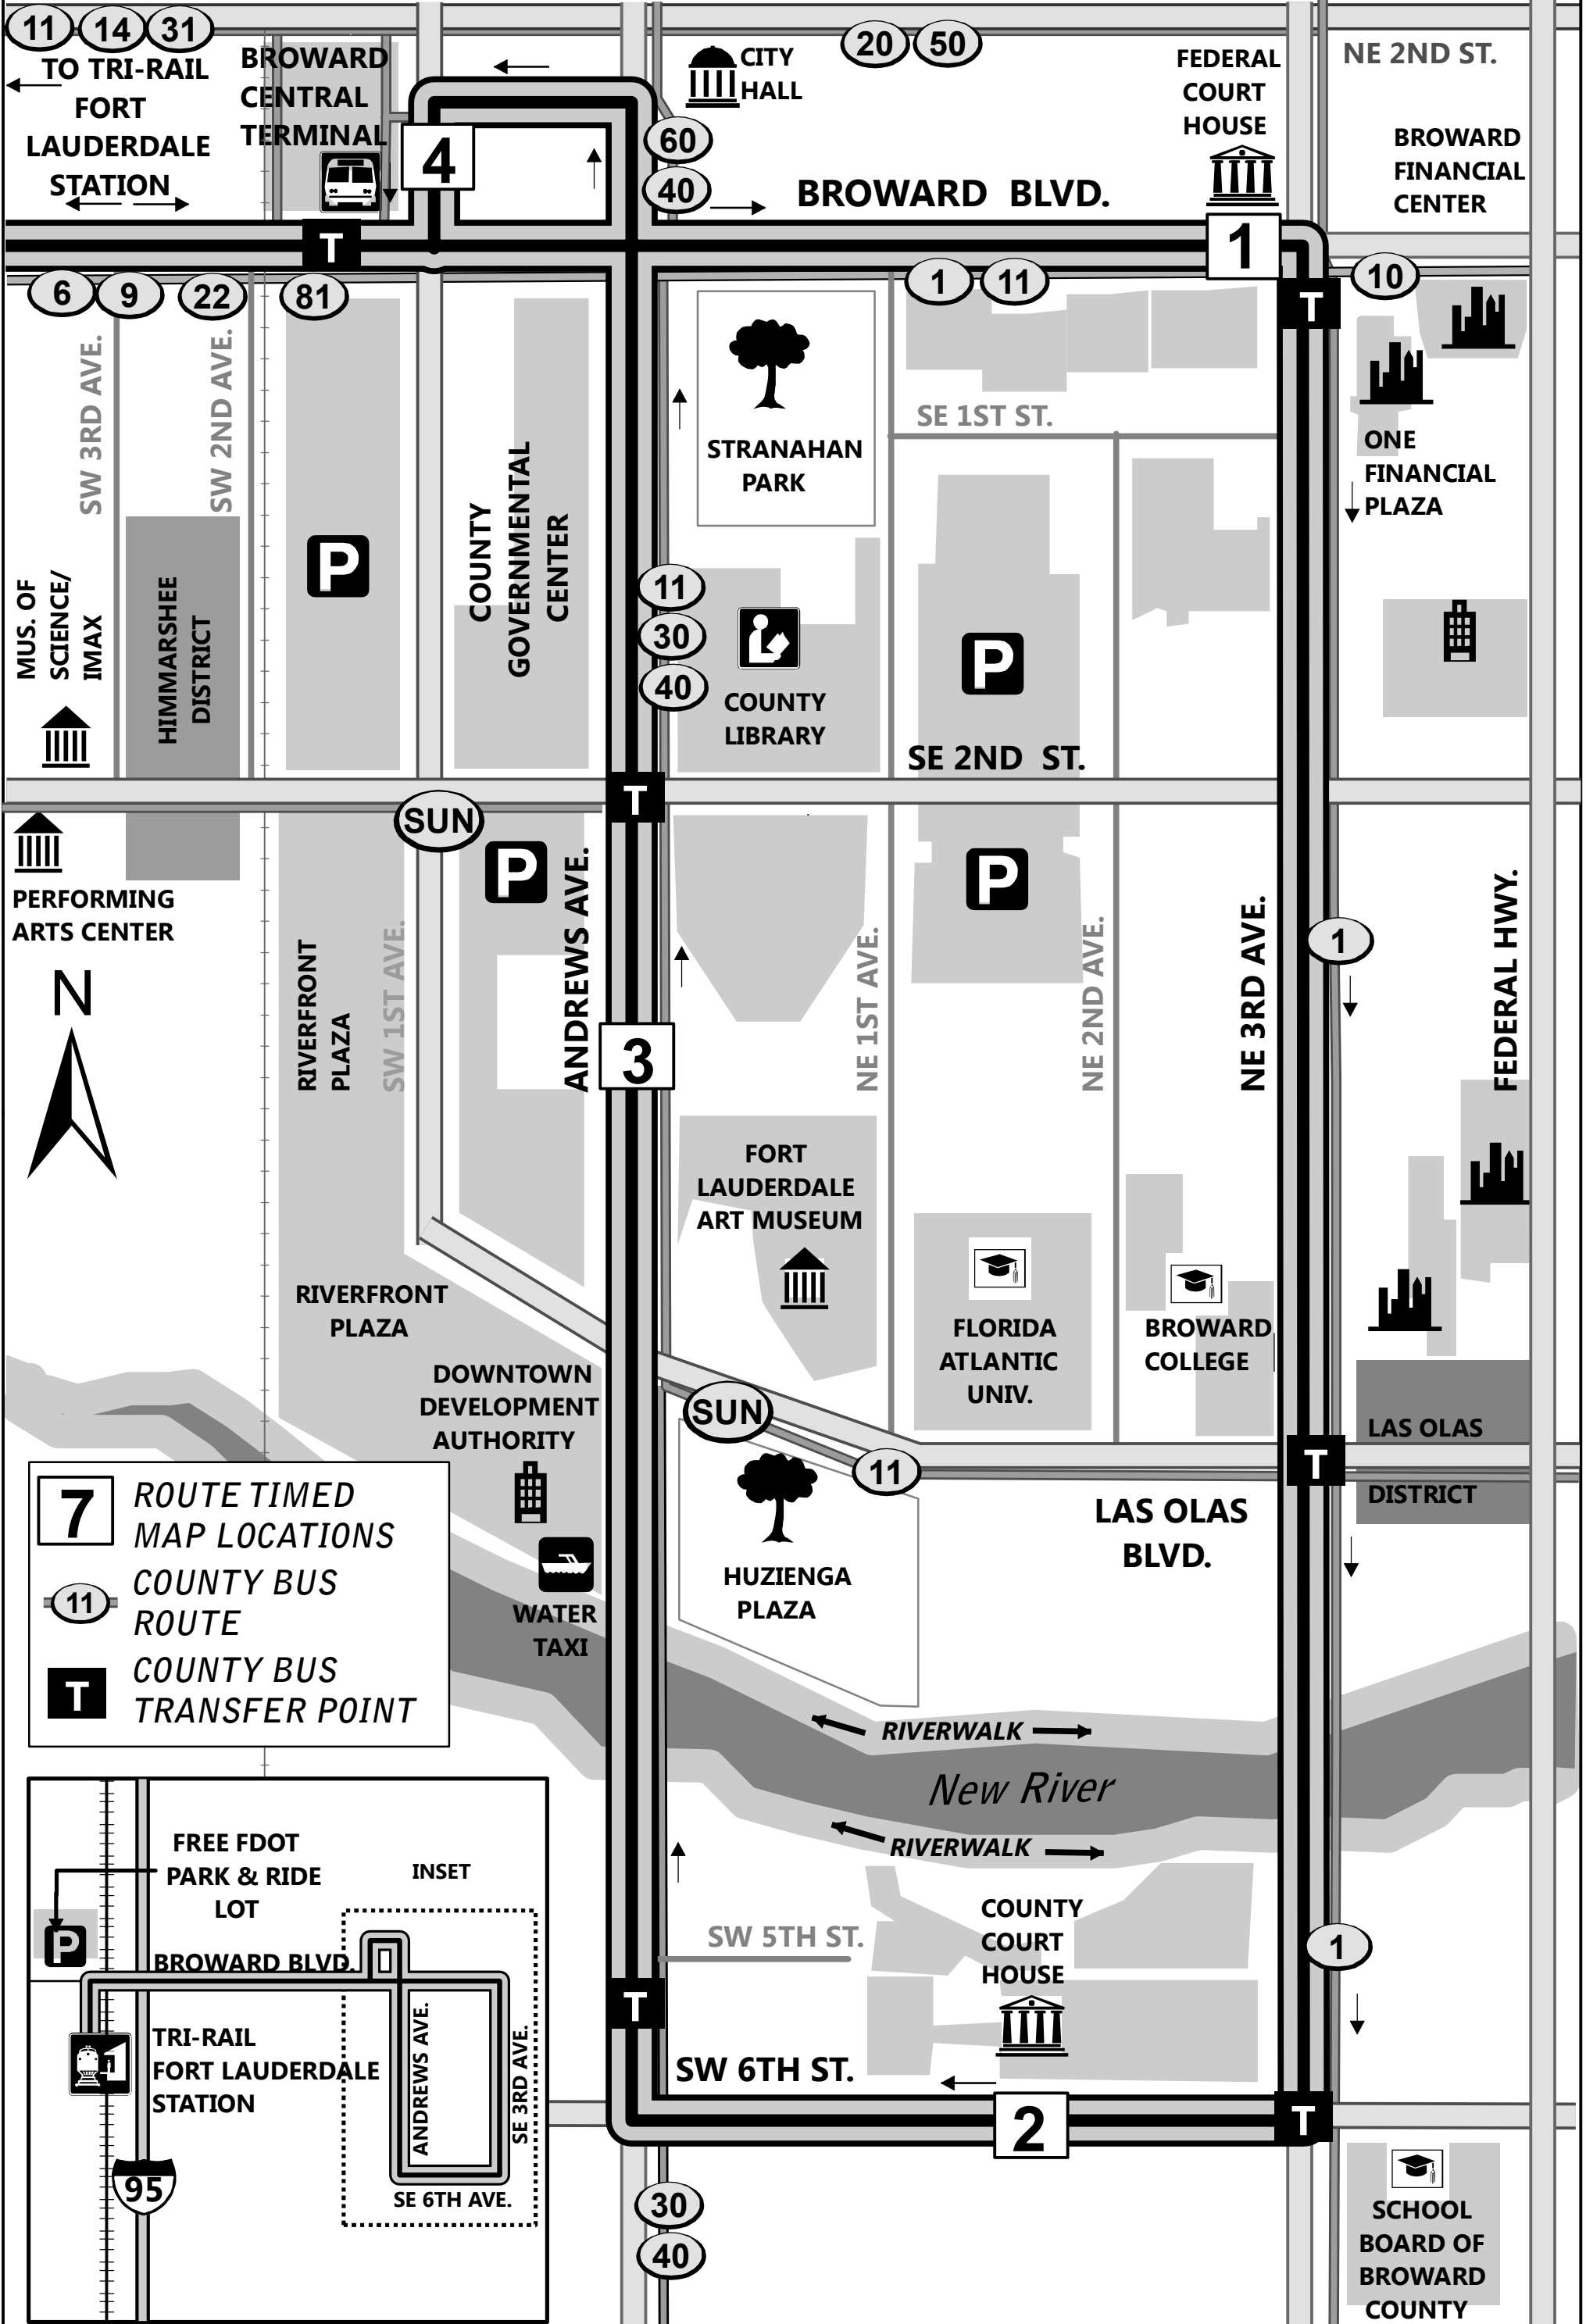 11 14 31
TO TRI-RAIL
FORT
LAUDERDALE
STATION
BROWARD
CENTRAL
TERMINAL
4
CITY
HALL
20 50
60
40
FEDERAL
COURT
HOUSE
NE 2ND ST.
BROWARD
FINANCIAL
CENTER
BROWARD BLVD.
1
T
T
6 9 22 81
1 11
10
SW 3RD AVE.
SW 2ND AVE.
STRANAHAN
PARK
SE 1ST ST.
ONE
FINANCIAL
PLAZA
MUS. OF
SCIENCE/
IMAX
HIMMARSHEE
DISTRICT
P
COUNTY
GOVERNMENTAL
CENTER
11
30
40
COUNTY
LIBRARY
P
SE 2ND ST.
T
SUN
P
P
PERFORMING
ARTS CENTER
N
RIVERFRONT
PLAZA
SW 1ST AVE.
ANDREWS AVE.
3
NE 1ST AVE.
NE 2ND AVE.
NE 3RD AVE.
1
FEDERAL HWY.
FORT
LAUDERDALE
ART MUSEUM
RIVERFRONT
PLAZA
FLORIDA
ATLANTIC
UNIV.
BROWARD
COLLEGE
DOWNTOWN
DEVELOPMENT
AUTHORITY
SUN
11
T
LAS OLAS
DISTRICT
LAS OLAS
BLVD.
HUZIENGA
PLAZA
WATER
TAXI
7 ROUTE TIMED
MAP LOCATIONS
11 COUNTY BUS
ROUTE
T COUNTY BUS
TRANSFER POINT
RIVERWALK
New River
RIVERWALK
FREE FDOT
PARK & RIDE
LOT
INSET
P
BROWARD BLVD.
TRI-RAIL
FORT LAUDERDALE
STATION
ANDREWS AVE.
SE 3RD AVE.
SE 6TH AVE.
95
SW 5TH ST.
COUNTY
COURT
HOUSE
1
T
SW 6TH ST.
2
T
30
40
SCHOOL
BOARD OF
BROWARD
COUNTY